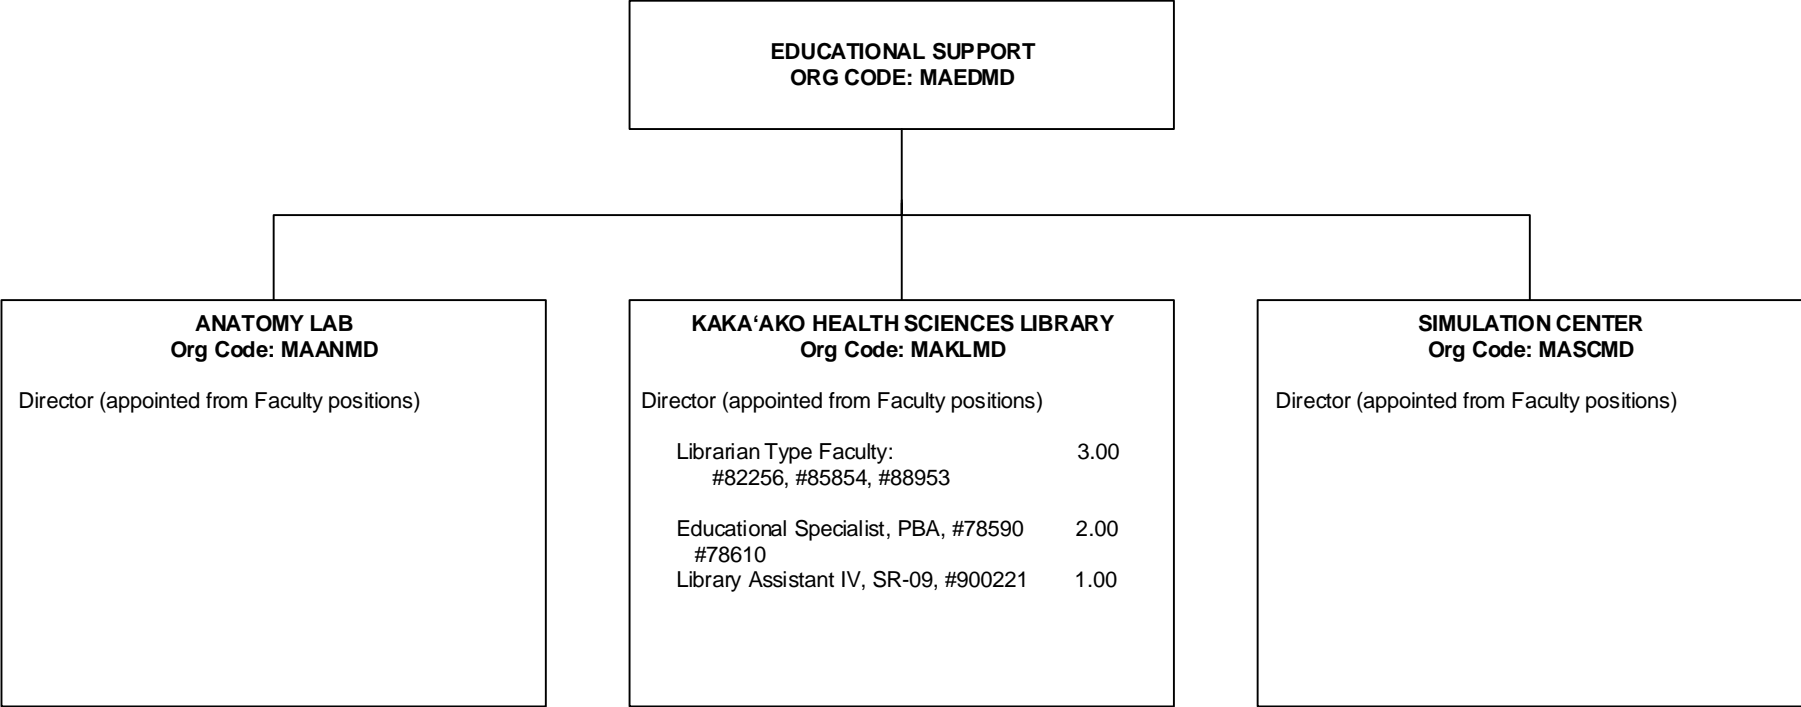 EDUCATIONAL SUPPORT
ORG CODE: MAEDMD
ANATOMY LAB
Org Code: MAANMD
Director (appointed from Faculty positions)
KAKA‘AKO HEALTH SCIENCES LIBRARY
Org Code: MAKLMD
Director (appointed from Faculty positions)
Librarian Type Faculty: 3.00
#82256, #85854, #88953
Educational Specialist, PBA, #78590 2.00
#78610
Library Assistant IV, SR-09, #900221 1.00
SIMULATION CENTER
Org Code: MASCMD
Director (appointed from Faculty positions)